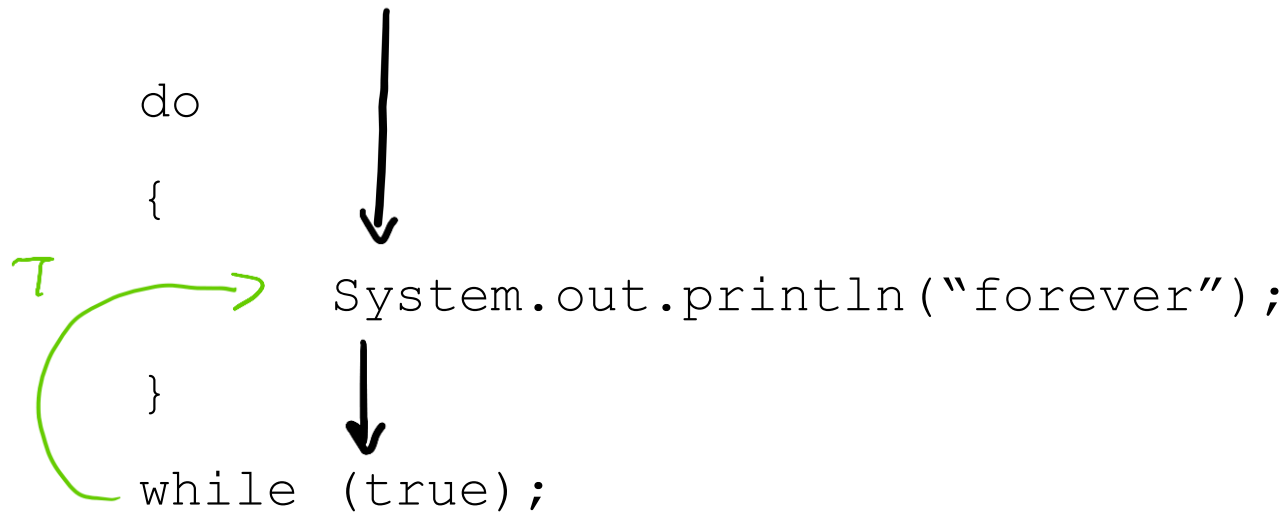 do
{
T
System.out.println(“forever”);
}
while (true);